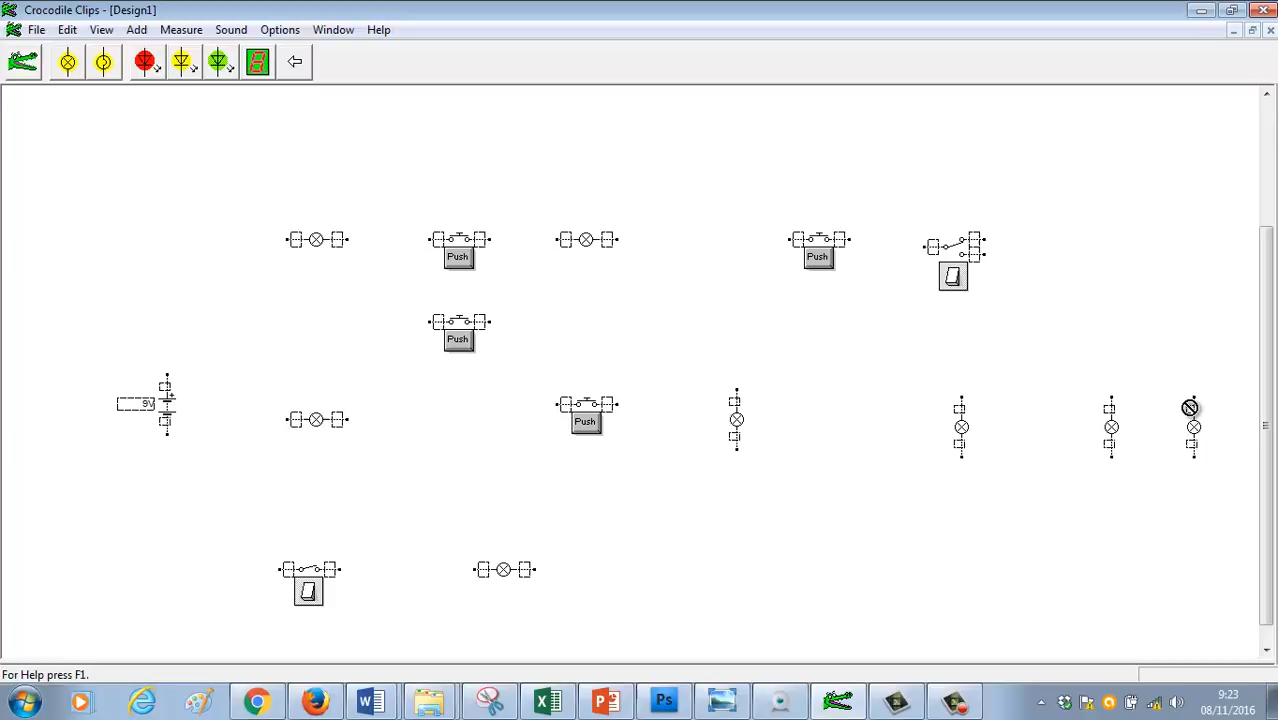 Crocodile Clips - [Design1]
File Edit View Add Measure Sound Options Window Help
Push
Push
Push
9V
Push
For Help press F1.
9:23
08/11/2016